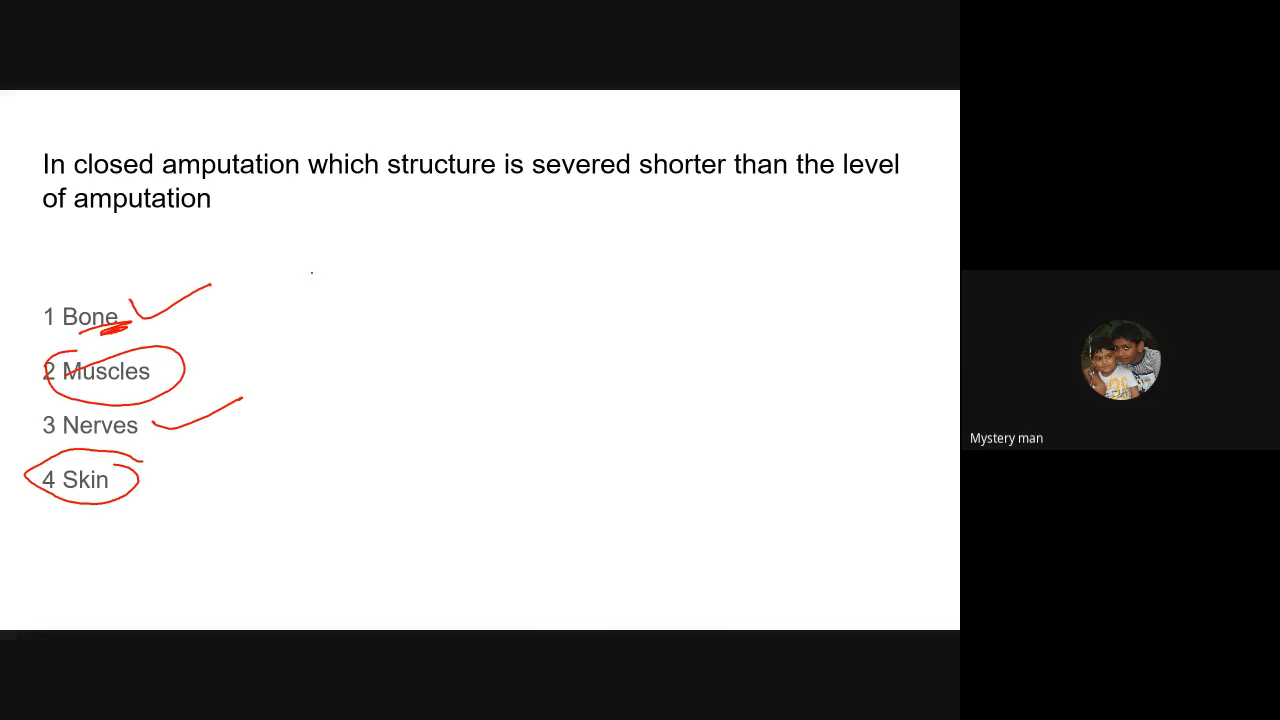 In closed amputation which structure is severed shorter than the level
of amputation
1 Bone
2 Muscles
3 Nerves
4 Skin
Mystery man